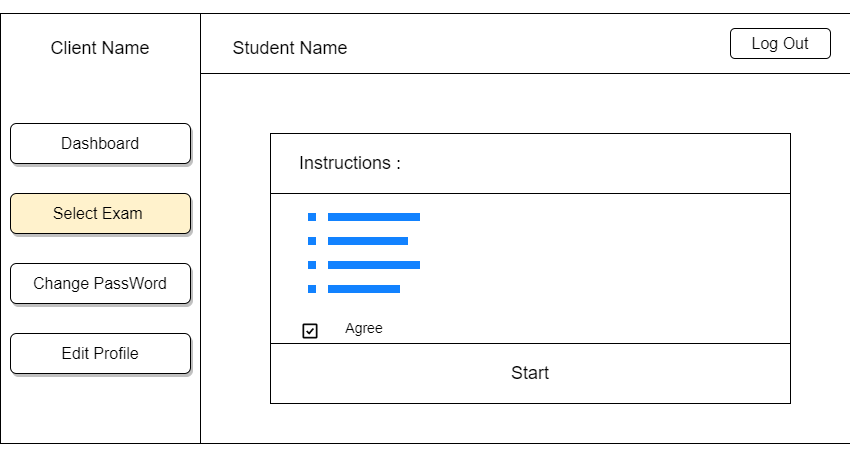 Client Name
Student Name
Log Out
Dashboard
Select Exam
Change PassWord
Edit Profile
Instructions :
Agree
Start